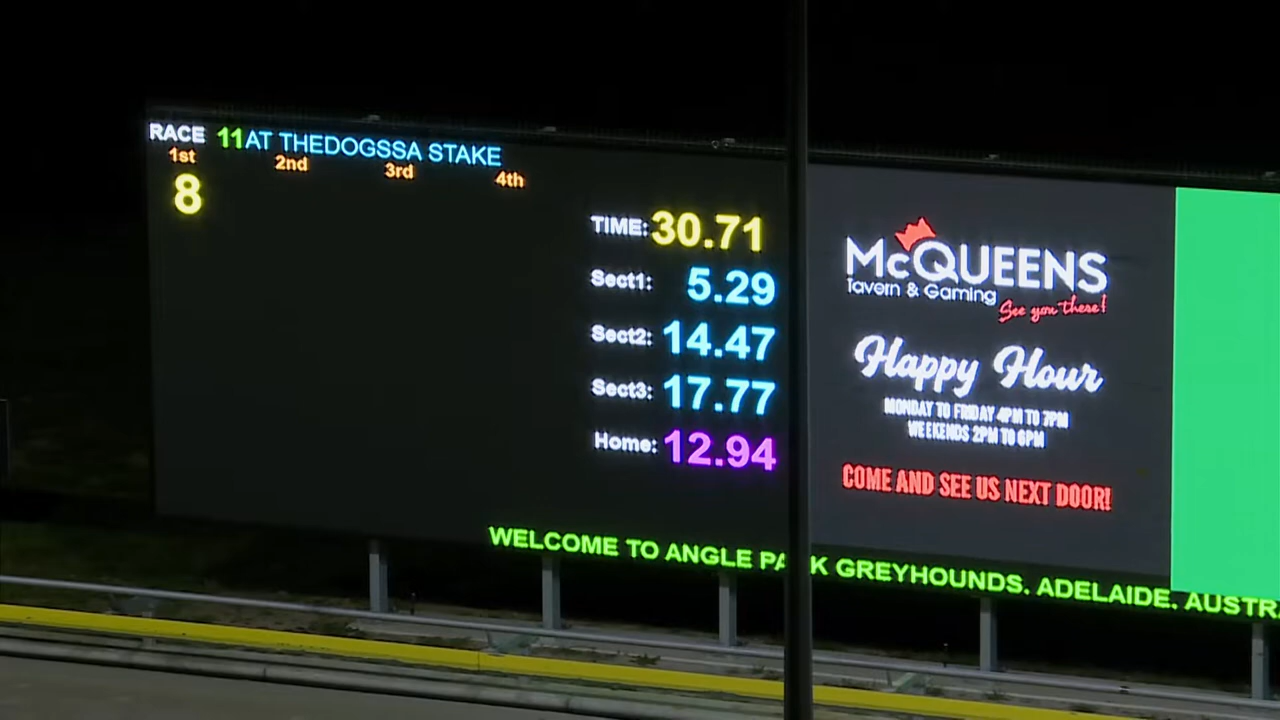 RACE 11AT THEDOGSSA STAKE
1st 2nd 3rd 4th
8
TIME: 30.71
Sect1: 5.29
Sect2: 14.47
Sect3: 17.77
Home: 12.94
McQUEENS
Tavern & Gaming
See you there!
Happy Hour
MONDAY TO FRIDAY 4PM TO 7PM
WEEKENDS 2PM TO 6PM
COME AND SEE US NEXT DOOR!
WELCOME TO ANGLE PA K GREYHOUNDS. ADELAIDE. AUSTR